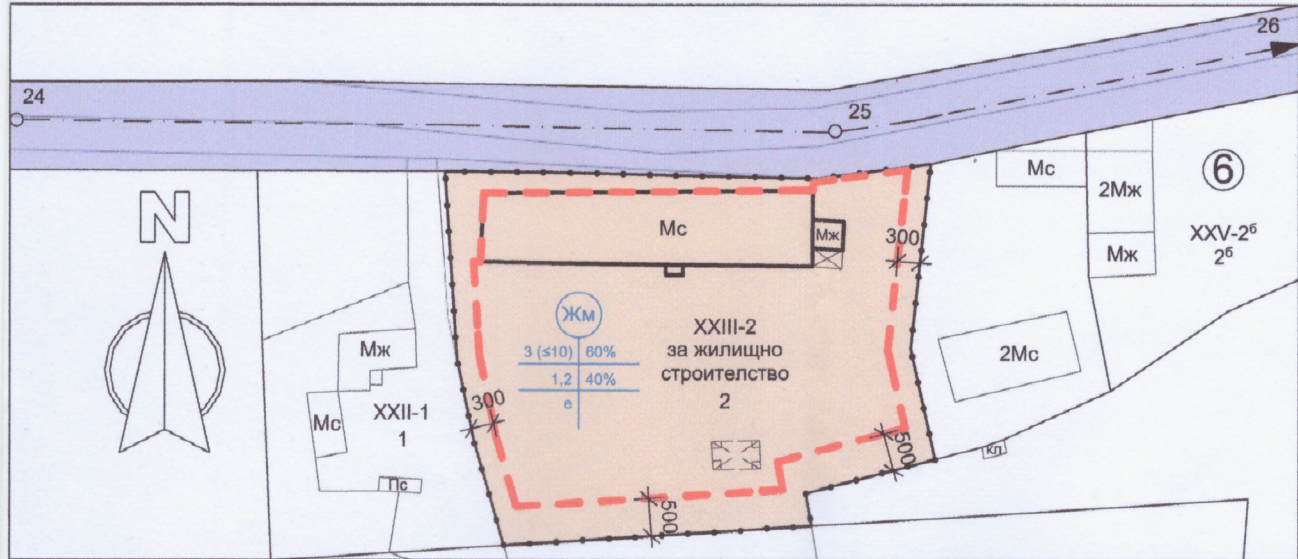 24
25
26
N
Мс
Мж
300
Мс
2Мж
Мж
6
XXV-2б
2б
Жм
3 (≤10) 60%
1,2 40%
е
XXIII-2
за жилищно
строителство
2
2Мс
Мж
Мс
XXII-1
1
Пс
300
500
500
кл